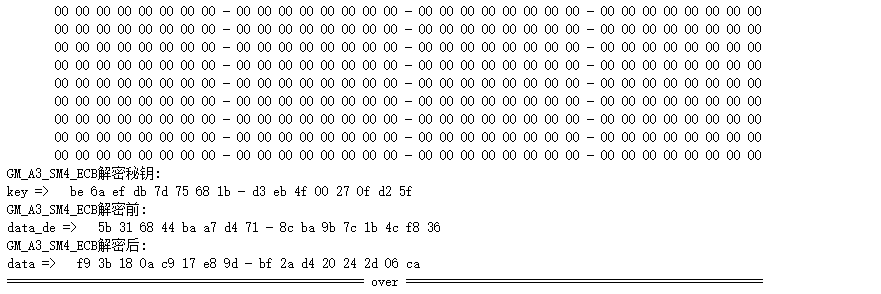 00 00 00 00 00 00 00 00 - 00 00 00 00 00 00 00 00 - 00 00 00 00 00 00 00 00 - 00 00 00 00 00 00 00 00
00 00 00 00 00 00 00 00 - 00 00 00 00 00 00 00 00 - 00 00 00 00 00 00 00 00 - 00 00 00 00 00 00 00 00
00 00 00 00 00 00 00 00 - 00 00 00 00 00 00 00 00 - 00 00 00 00 00 00 00 00 - 00 00 00 00 00 00 00 00
00 00 00 00 00 00 00 00 - 00 00 00 00 00 00 00 00 - 00 00 00 00 00 00 00 00 - 00 00 00 00 00 00 00 00
00 00 00 00 00 00 00 00 - 00 00 00 00 00 00 00 00 - 00 00 00 00 00 00 00 00 - 00 00 00 00 00 00 00 00
00 00 00 00 00 00 00 00 - 00 00 00 00 00 00 00 00 - 00 00 00 00 00 00 00 00 - 00 00 00 00 00 00 00 00
00 00 00 00 00 00 00 00 - 00 00 00 00 00 00 00 00 - 00 00 00 00 00 00 00 00 - 00 00 00 00 00 00 00 00
00 00 00 00 00 00 00 00 - 00 00 00 00 00 00 00 00 - 00 00 00 00 00 00 00 00 - 00 00 00 00 00 00 00 00
00 00 00 00 00 00 00 00 - 00 00 00 00 00 00 00 00 - 00 00 00 00 00 00 00 00 - 00 00 00 00 00 00 00 00
GM_A3_SM4_ECB解密秘钥:
key => be 6a ef db 7d 75 68 1b - d3 eb 4f 00 27 0f d2 5f
GM_A3_SM4_ECB解密前:
data_de => 5b 31 68 44 ba a7 d4 71 - 8c ba 9b 7c 1b 4c f8 36
GM_A3_SM4_ECB解密后:
data => f9 3b 18 0a c9 17 e8 9d - bf 2a d4 20 24 2d 06 ca
=================================================== over ===================================================